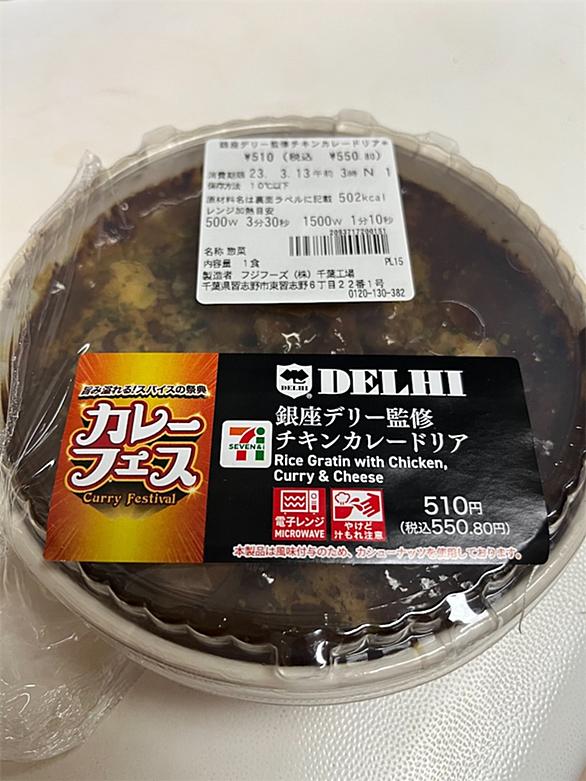 銀座デリー監修チキンカレードリア*
¥510 (税込 ¥550.80)
消費期限 23. 3.13午前 3時 N 1
保存方法 10℃以下
原材料名は裏面ラベルに記載 502kcal
レンジ加熱目安
500W 3分30秒 1500W 1分10秒
2093717200151
名称 惣菜
内容量 1食
PL15
製造者 フジフーズ(株)千葉工場
千葉県習志野市東習志野6丁目22番1号
0120-130-382
旨み溢れる!スパイスの祭典
カレー
フェス
Curry Festival
DELHI
DELHI
銀座デリー監修
チキンカレードリア
SEVEN&i
Rice Gratin with Chicken,
Curry & Cheese
電子レンジ
MICROWAVE
やけど
汁もれ注意
510円
(税込550.80円)
本製品は風味付与のため、カシューナッツを使用しております。